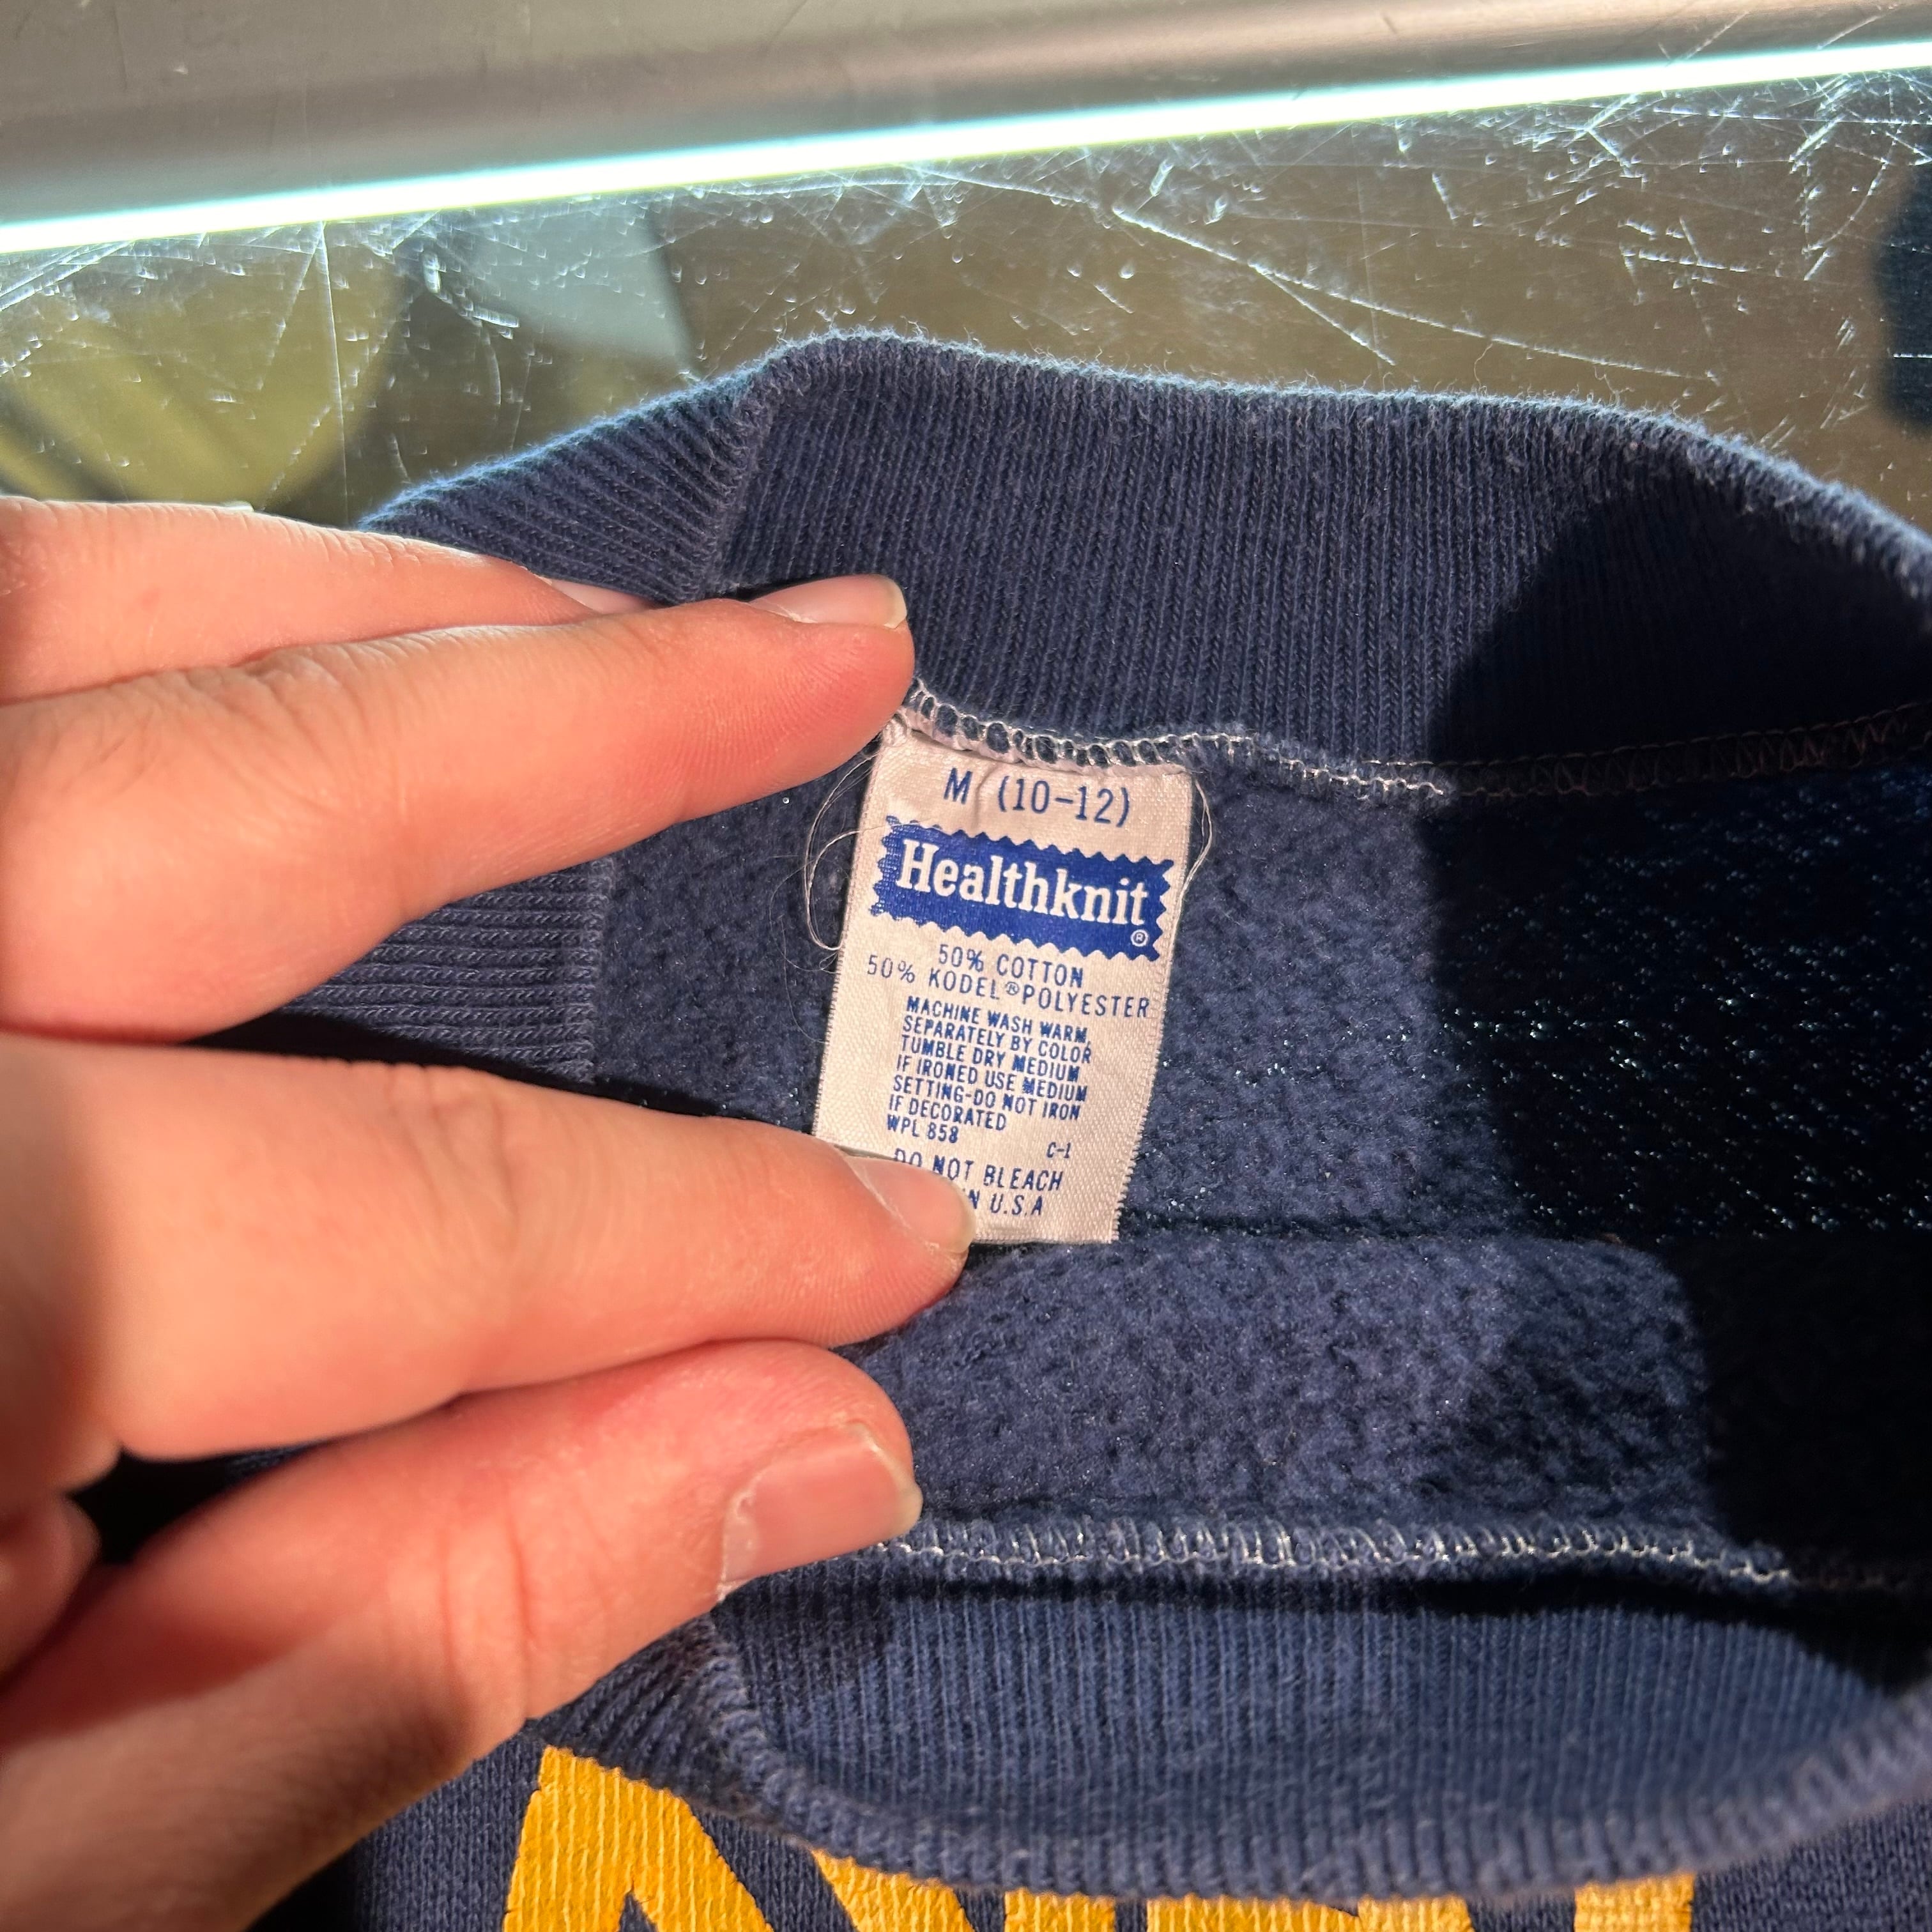 M (10-12)
Healthknit®
50% COTTON
50% KODEL® POLYESTER
MACHINE WASH WARM,
SEPARATELY BY COLOR
TUMBLE DRY MEDIUM
IF IRONED USE MEDIUM
SETTING-DO NOT IRON
IF DECORATED
WPL 858 C-1
DO NOT BLEACH
U.S.A